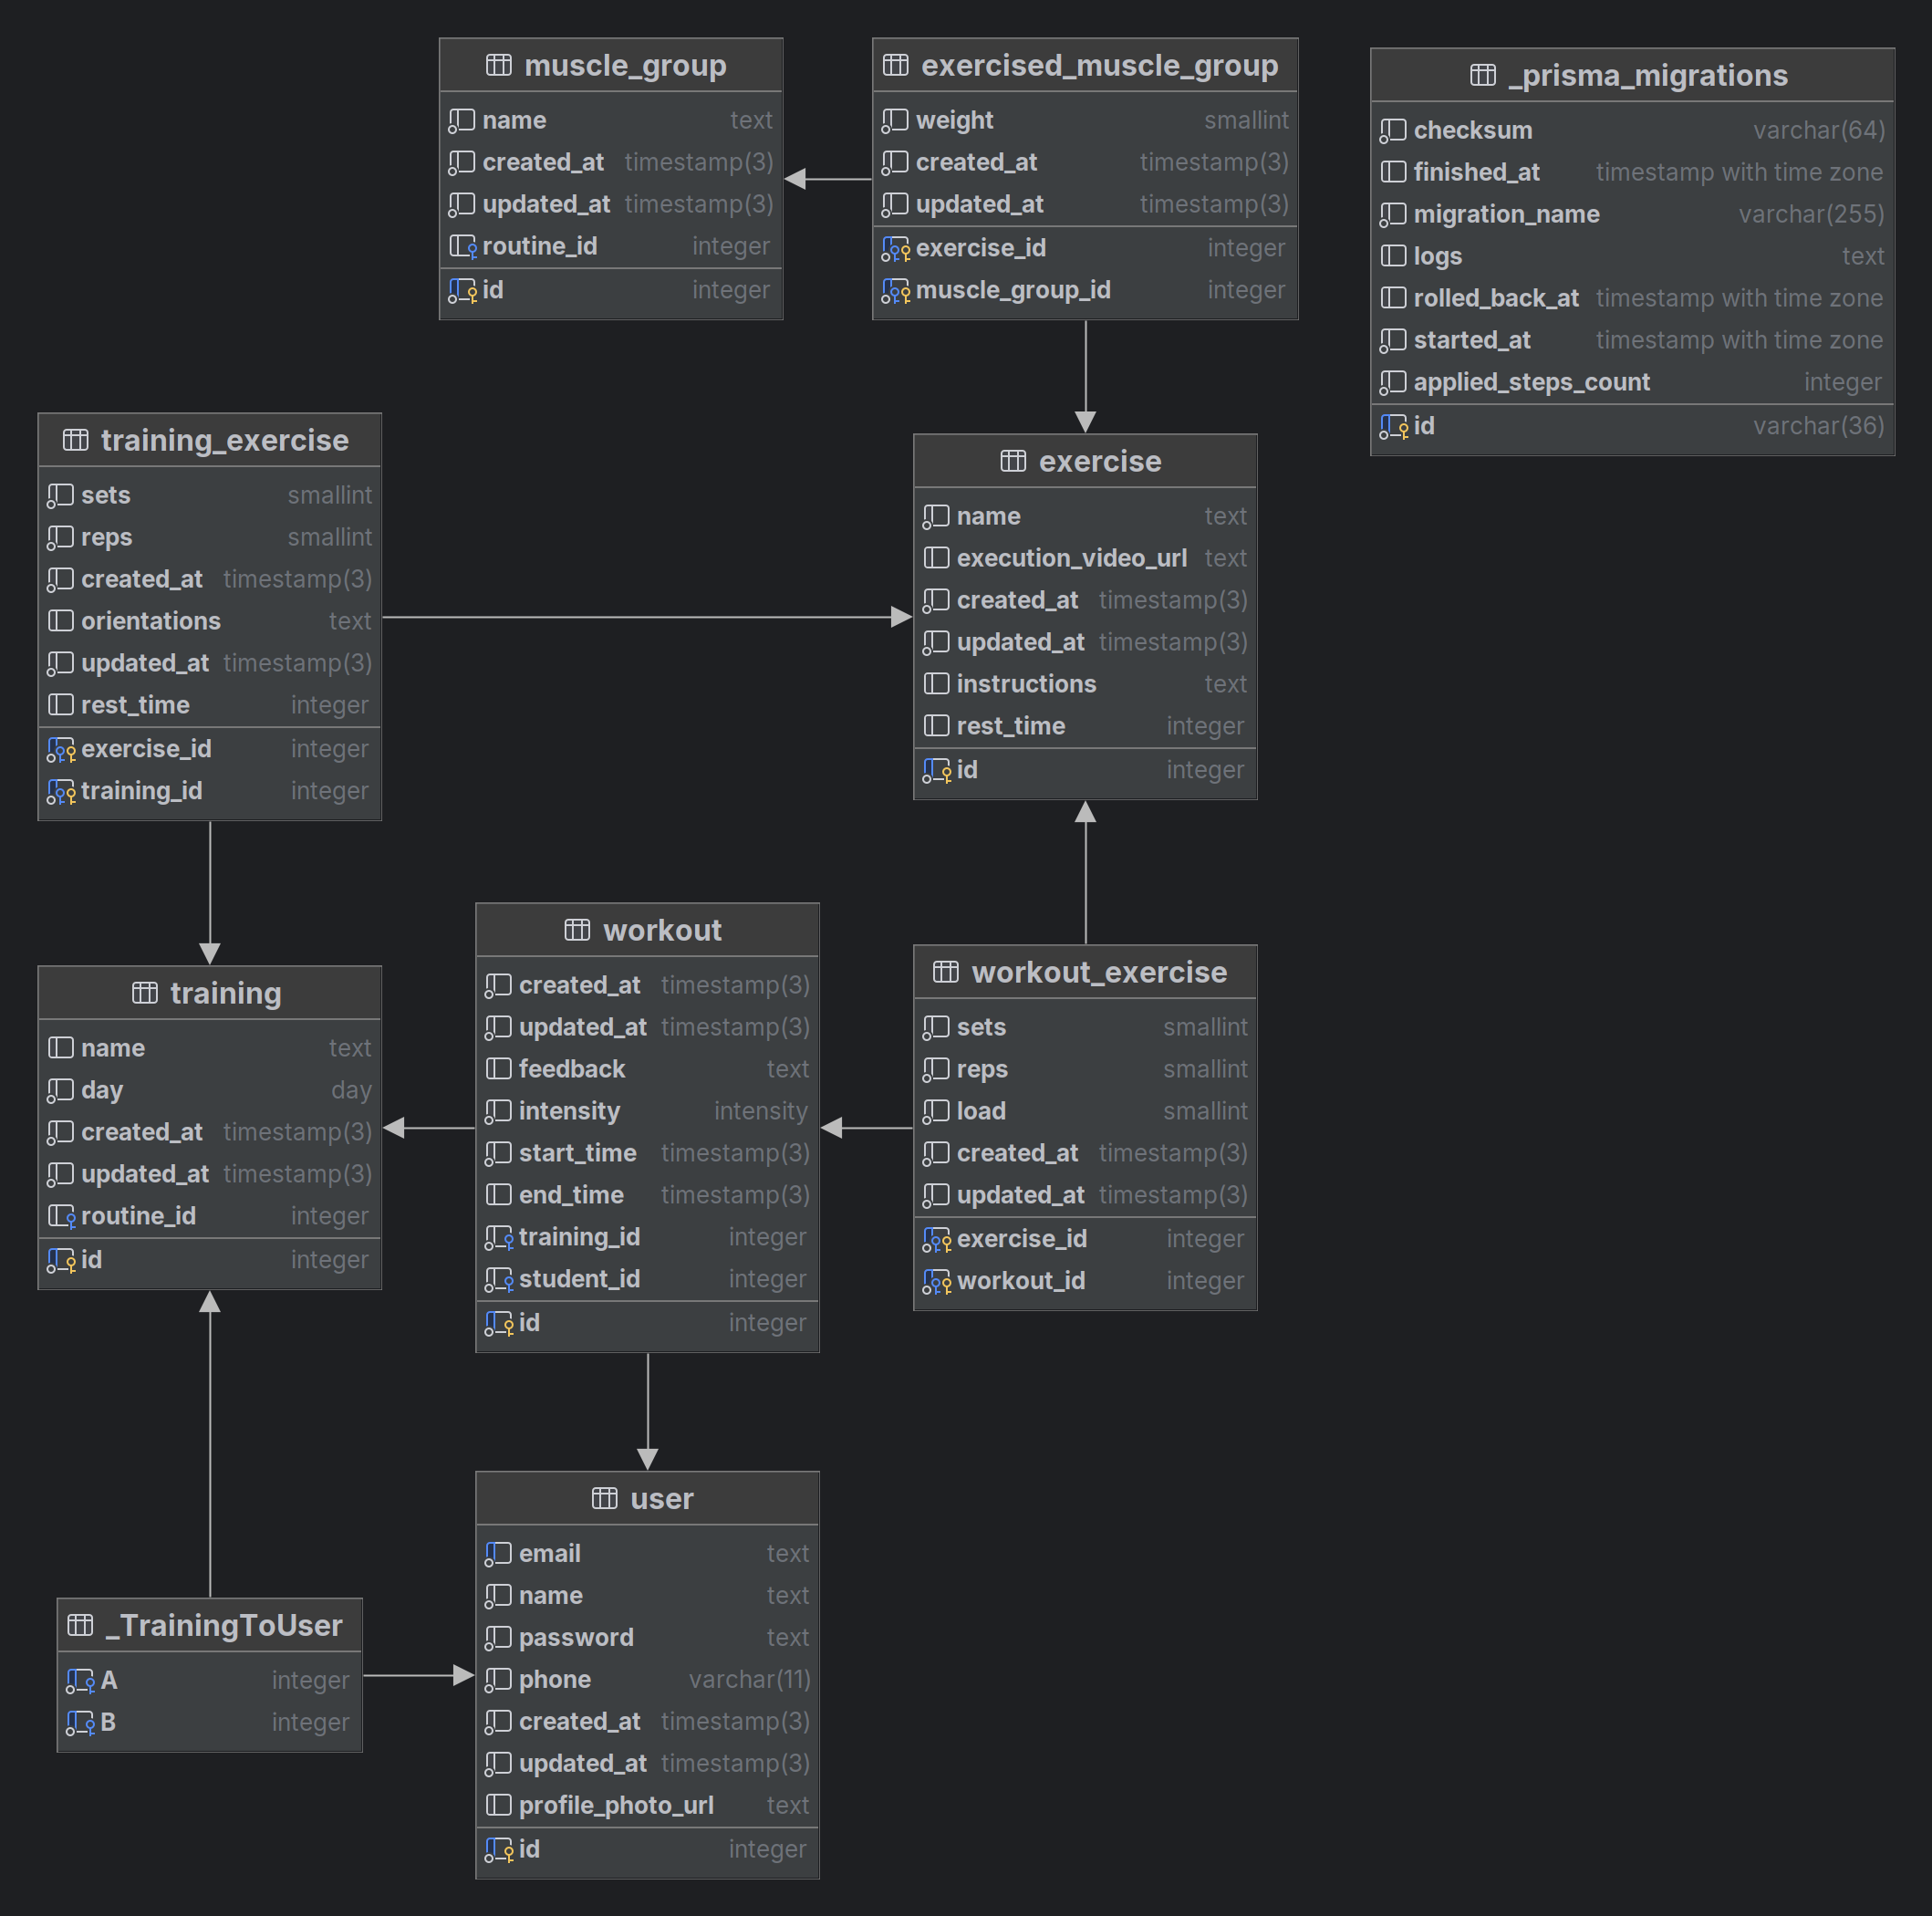 muscle_group
name text
created_at timestamp(3)
updated_at timestamp(3)
routine_id integer
id integer
exercised_muscle_group
weight smallint
created_at timestamp(3)
updated_at timestamp(3)
exercise_id integer
muscle_group_id integer
_prisma_migrations
checksum varchar(64)
finished_at timestamp with time zone
migration_name varchar(255)
logs text
rolled_back_at timestamp with time zone
started_at timestamp with time zone
applied_steps_count integer
id varchar(36)
training_exercise
sets smallint
reps smallint
created_at timestamp(3)
orientations text
updated_at timestamp(3)
rest_time integer
exercise_id integer
training_id integer
exercise
name text
execution_video_url text
created_at timestamp(3)
updated_at timestamp(3)
instructions text
rest_time integer
id integer
training
name text
day day
created_at timestamp(3)
updated_at timestamp(3)
routine_id integer
id integer
workout
created_at timestamp(3)
updated_at timestamp(3)
feedback text
intensity intensity
start_time timestamp(3)
end_time timestamp(3)
training_id integer
student_id integer
id integer
workout_exercise
sets smallint
reps smallint
load smallint
created_at timestamp(3)
updated_at timestamp(3)
exercise_id integer
workout_id integer
_TrainingToUser
A integer
B integer
user
email text
name text
password text
phone varchar(11)
created_at timestamp(3)
updated_at timestamp(3)
profile_photo_url text
id integer